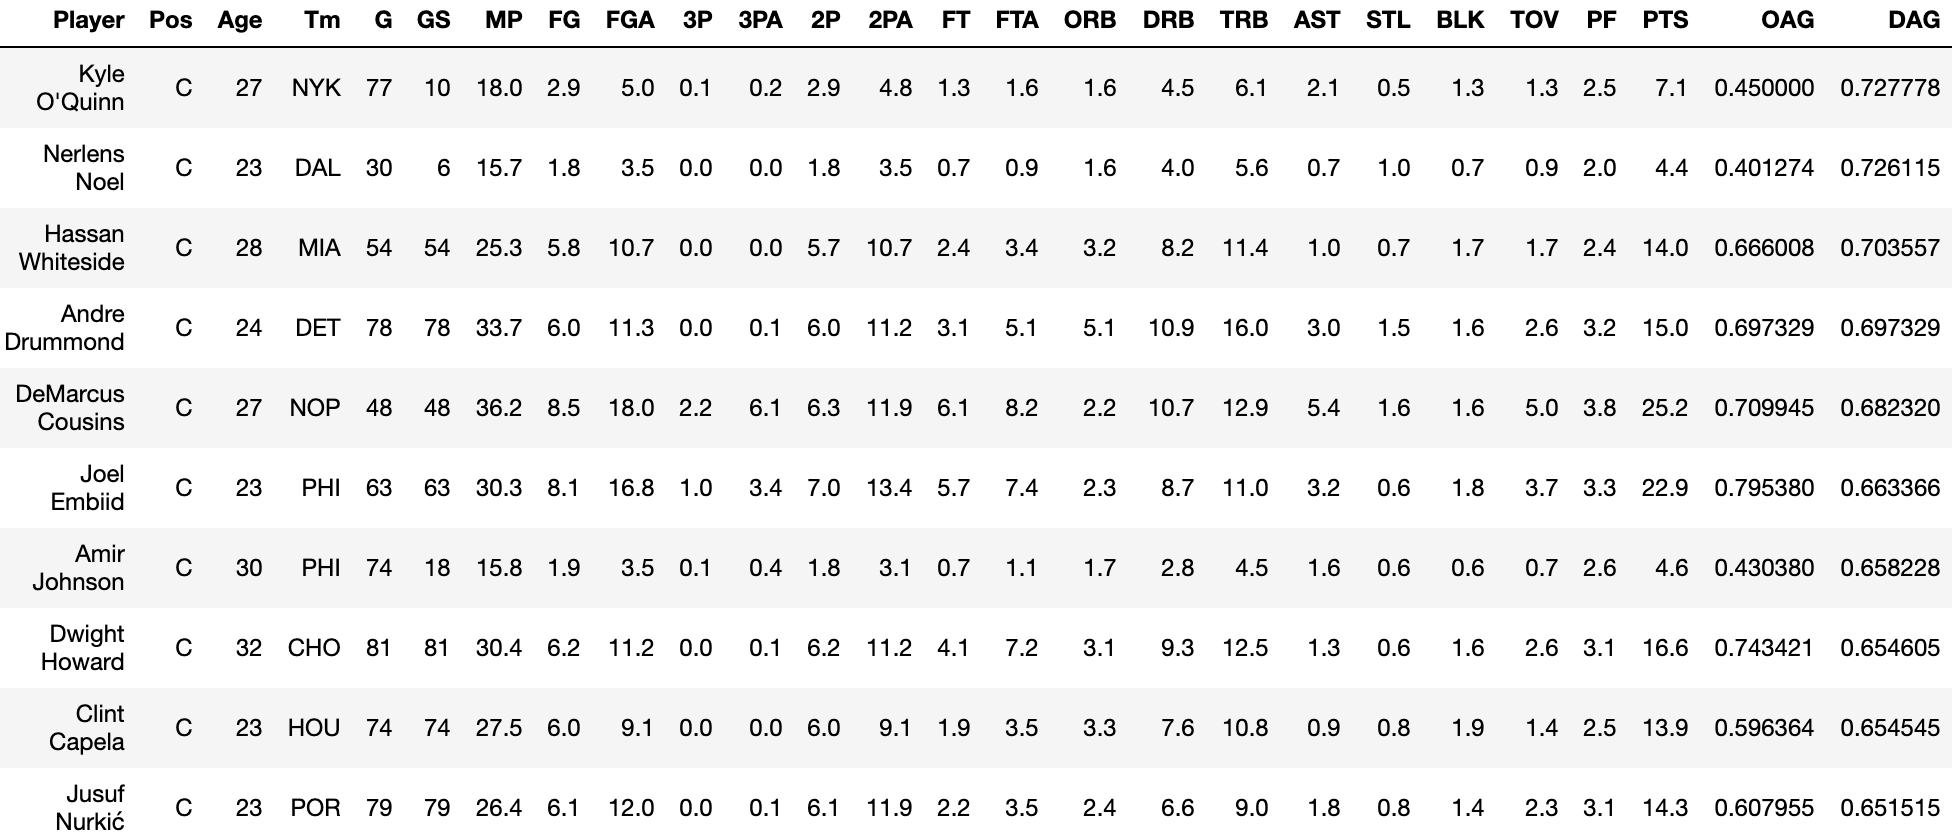 Player Pos Age Tm G GS MP FG FGA 3P 3PA 2P 2PA FT FTA ORB DRB TRB AST STL BLK TOV PF PTS OAG DAG
Kyle
O'Quinn C 27 NYK 77 10 18.0 2.9 5.0 0.1 0.2 2.9 4.8 1.3 1.6 1.6 4.5 6.1 2.1 0.5 1.3 1.3 2.5 7.1 0.450000 0.727778
Nerlens
Noel C 23 DAL 30 6 15.7 1.8 3.5 0.0 0.0 1.8 3.5 0.7 0.9 1.6 4.0 5.6 0.7 1.0 0.7 0.9 2.0 4.4 0.401274 0.726115
Hassan
Whiteside C 28 MIA 54 54 25.3 5.8 10.7 0.0 0.0 5.7 10.7 2.4 3.4 3.2 8.2 11.4 1.0 0.7 1.7 1.7 2.4 14.0 0.666008 0.703557
Andre
Drummond C 24 DET 78 78 33.7 6.0 11.3 0.0 0.1 6.0 11.2 3.1 5.1 5.1 10.9 16.0 3.0 1.5 1.6 2.6 3.2 15.0 0.697329 0.697329
DeMarcus
Cousins C 27 NOP 48 48 36.2 8.5 18.0 2.2 6.1 6.3 11.9 6.1 8.2 2.2 10.7 12.9 5.4 1.6 1.6 5.0 3.8 25.2 0.709945 0.682320
Joel
Embiid C 23 PHI 63 63 30.3 8.1 16.8 1.0 3.4 7.0 13.4 5.7 7.4 2.3 8.7 11.0 3.2 0.6 1.8 3.7 3.3 22.9 0.795380 0.663366
Amir
Johnson C 30 PHI 74 18 15.8 1.9 3.5 0.1 0.4 1.8 3.1 0.7 1.1 1.7 2.8 4.5 1.6 0.6 0.6 0.7 2.6 4.6 0.430380 0.658228
Dwight
Howard C 32 CHO 81 81 30.4 6.2 11.2 0.0 0.1 6.2 11.2 4.1 7.2 3.1 9.3 12.5 1.3 0.6 1.6 2.6 3.1 16.6 0.743421 0.654605
Clint
Capela C 23 HOU 74 74 27.5 6.0 9.1 0.0 0.0 6.0 9.1 1.9 3.5 3.3 7.6 10.8 0.9 0.8 1.9 1.4 2.5 13.9 0.596364 0.654545
Jusuf
Nurkić C 23 POR 79 79 26.4 6.1 12.0 0.0 0.1 6.1 11.9 2.2 3.5 2.4 6.6 9.0 1.8 0.8 1.4 2.3 3.1 14.3 0.607955 0.651515